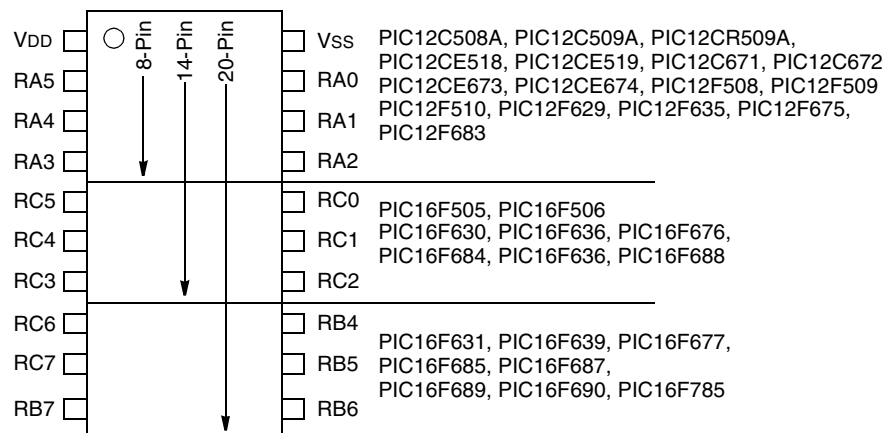 8-Pin
14-Pin
20-Pin
VDD
RA5
RA4
RA3
RC5
RC4
RC3
RC6
RC7
RB7
VSS
RA0
RA1
RA2
RC0
RC1
RC2
RB4
RB5
RB6
PIC12C508A, PIC12C509A, PIC12CR509A,
PIC12CE518, PIC12CE519, PIC12C671, PIC12C672
PIC12CE673, PIC12CE674, PIC12F508, PIC12F509
PIC12F510, PIC12F629, PIC12F635, PIC12F675,
PIC12F683
PIC16F505, PIC16F506
PIC16F630, PIC16F636, PIC16F676,
PIC16F684, PIC16F636, PIC16F688
PIC16F631, PIC16F639, PIC16F677,
PIC16F685, PIC16F687,
PIC16F689, PIC16F690, PIC16F785